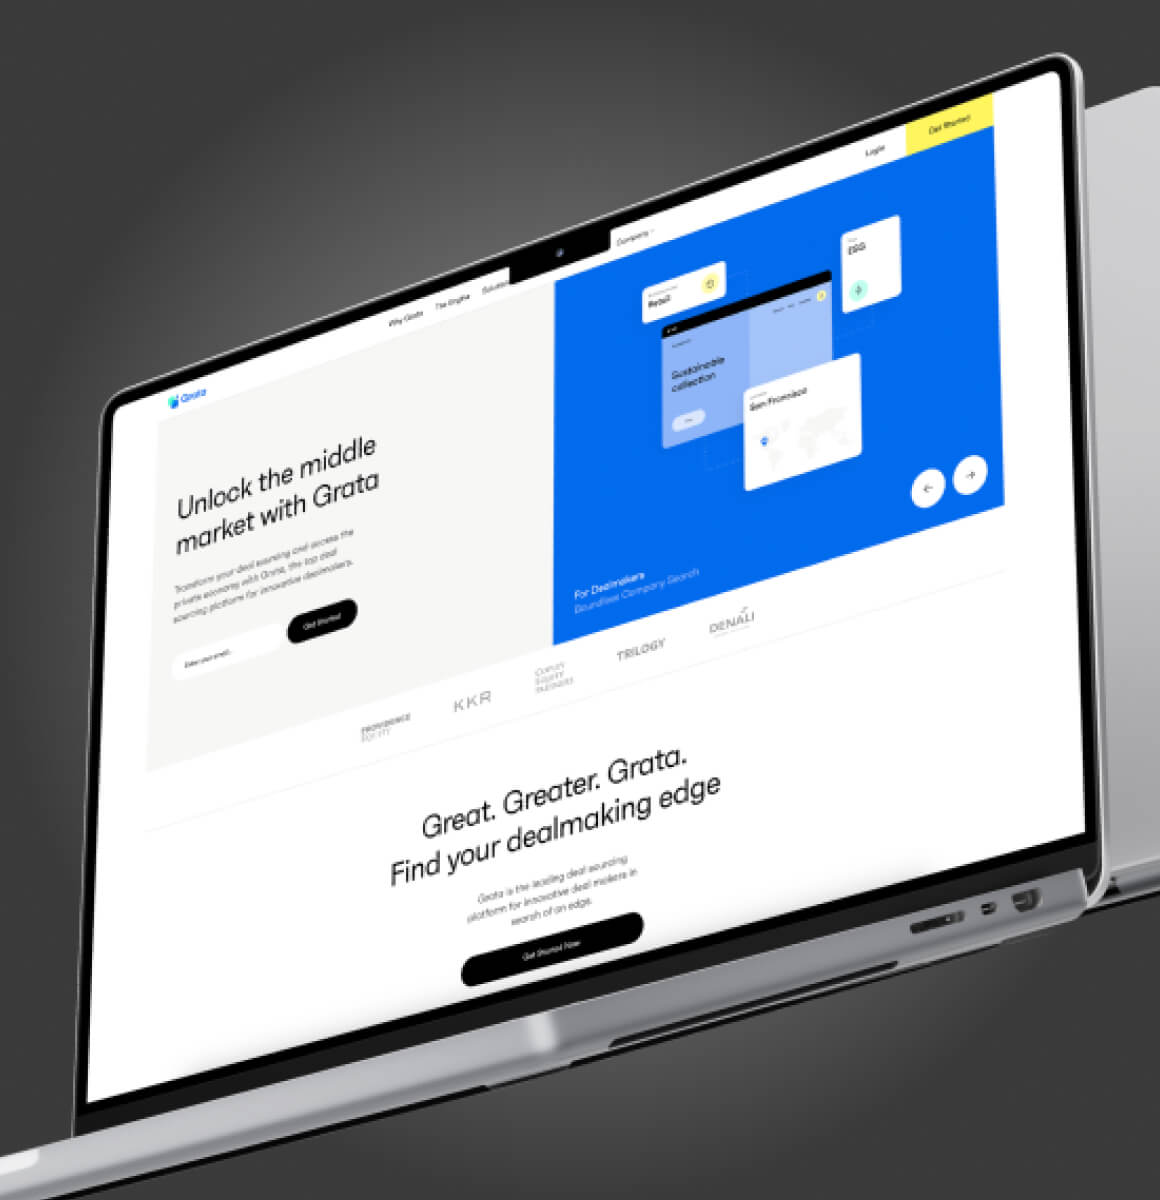 Why Grata
The Engine
Company
Login
Get Started
Grata
Unlock the middle
market with Grata
Transform your deal sourcing and access the
private economy with Grata, the top deal
sourcing platform for innovative dealmakers.
Enter your email...
Get Started
Retail
ESG
Sustainable
collection
San Francisco
For Dealmakers
Boundless Company Search
PROVIDENCE
EQUITY
KKR
EQUITY
PARTNERS
TRILOGY
DENALI
Great. Greater. Grata.
Find your dealmaking edge
Grata is the leading deal sourcing
platform for innovative deal makers in
search of an edge.
Get Started Now